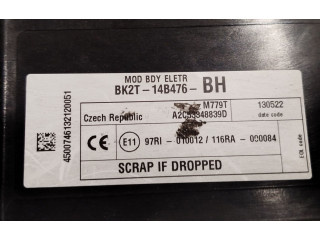 MOD BDY ELETR
BK2T-14B476-BH
M779T
130522
Czech Republic
A2C53348839D
date code
CE
E11
97RI-010012/116RA-000084
SCRAP IF DROPPED
4500746132120051